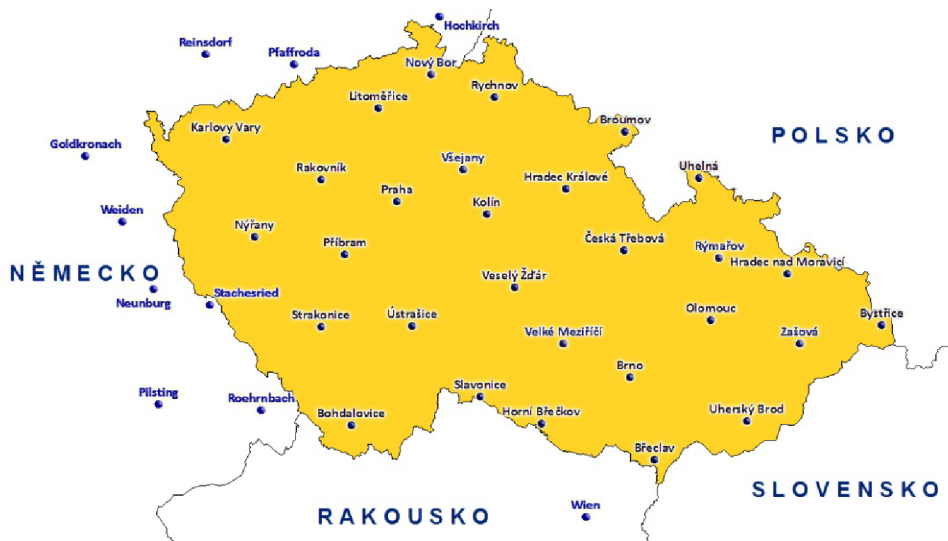 Hochkirch
Reinsdorf
Pfaffroda
Nový Bor
Rychnov
Litoměřice
Broumov
Karlovy Vary
POLSKO
Goldkronach
Všejany
Rakovník
Uhelná
Hradec Králové
Praha
Kolín
Weiden
Nýřany
Příbram
Česká Třebová
Rýmařov
NĚMECKO
Hradec nad Moravicí
Veselý Žďár
Neunburg
Stachesried
Strakonice
Ústrašice
Olomouc
Bystřice
Velké Meziříčí
Zašová
Brno
Slavonice
Pilsting
Roehrnbach
Bohdalovice
Horní Břečkov
Uherský Brod
Břeclav
SLOVENSKO
Wien
RAKOUSKO